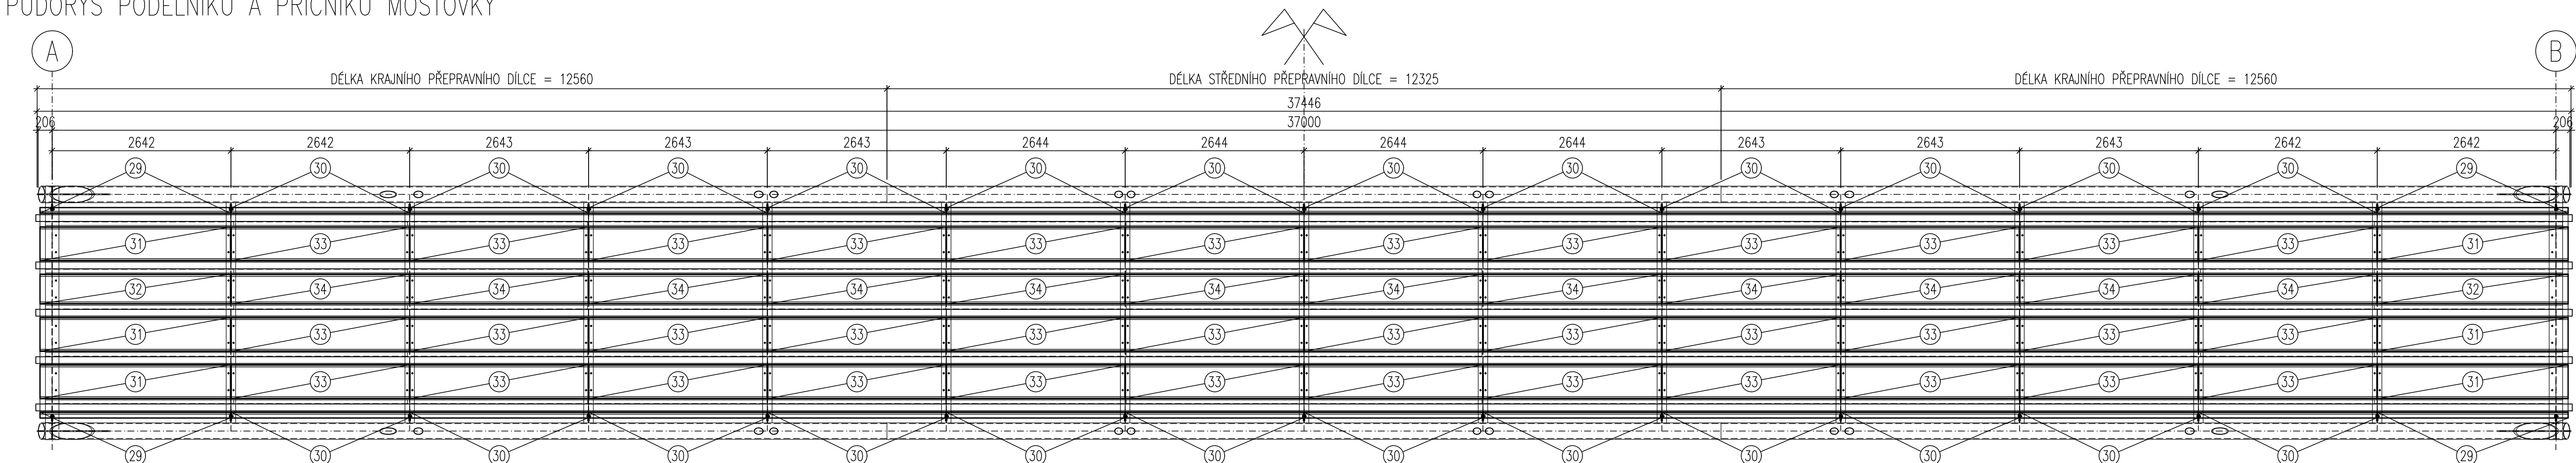 PŮDORYS PODÉLNÍKŮ A PŘÍČNÍKŮ MOSTOVKY
A B
DÉLKA KRAJNÍHO PŘEPRAVNÍHO DÍLCE = 12560 DÉLKA STŘEDNÍHO PŘEPRAVNÍHO DÍLCE = 12325 DÉLKA KRAJNÍHO PŘEPRAVNÍHO DÍLCE = 12560
37446
206 37000 206
2642 2642 2643 2643 2643 2644 2644 2644 2644 2643 2643 2643 2642 2642
29 30 30 30 30 30 30 30 30 30 30 30 30 29
31 33 33 33 33 33 33 33 33 33 33 33 33 31
32 34 34 34 34 34 34 34 34 34 34 34 34 32
31 33 33 33 33 33 33 33 33 33 33 33 33 31
31 33 33 33 33 33 33 33 33 33 33 33 33 31
29 30 30 30 30 30 30 30 30 30 30 30 30 29